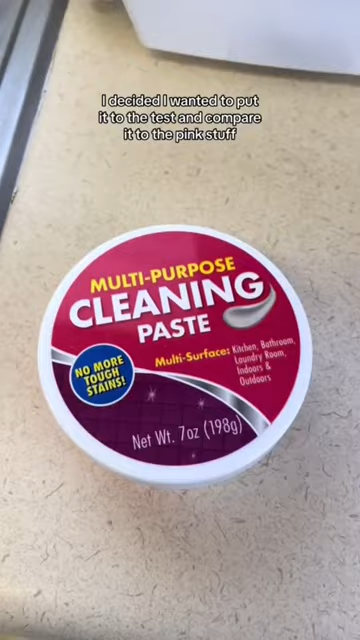 I decided I wanted to put
it to the test and compare
it to the pink stuff
MULTI-PURPOSE
CLEANING
PASTE
NO MORE
TOUGH
STAINS!
Multi-Surface: Kitchen, Bathroom,
Laundry Room,
Indoors &
Outdoors
Net Wt. 7oz (198g)